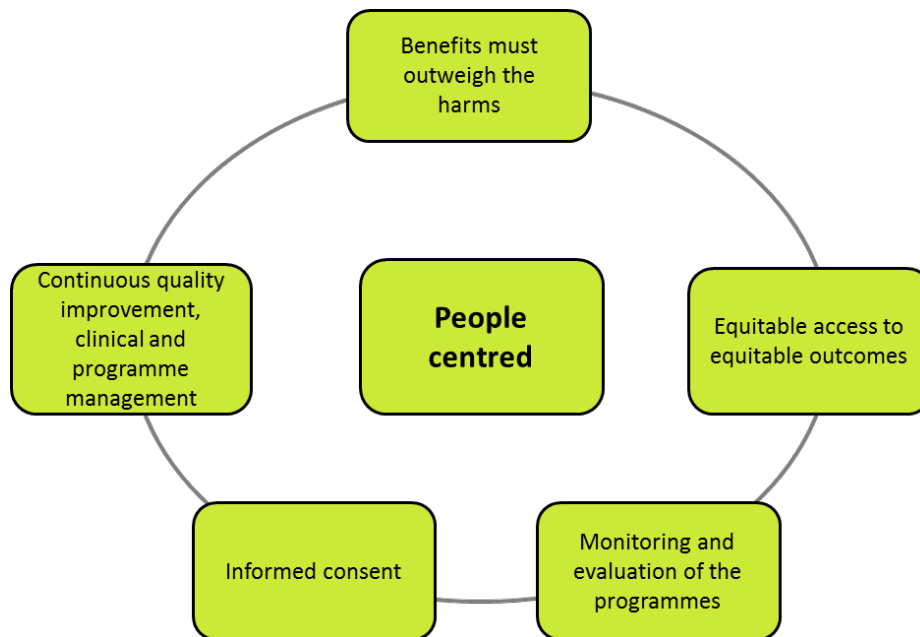 Benefits must
outweigh the
harms
Continuous quality
improvement,
clinical and
programme
management
People
centred
Equitable access to
equitable outcomes
Informed consent
Monitoring and
evaluation of the
programmes